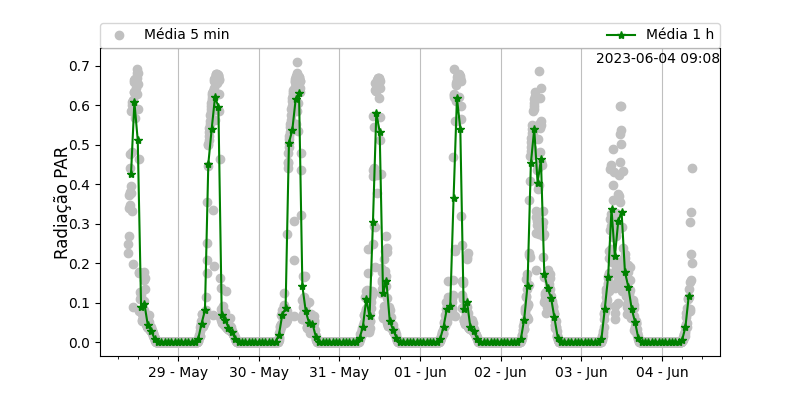 Média 5 min
Média 1 h
2023-06-04 09:08
Radiação PAR
0.7
0.6
0.5
0.4
0.3
0.2
0.1
0.0
29 - May
30 - May
31 - May
01 - Jun
02 - Jun
03 - Jun
04 - Jun